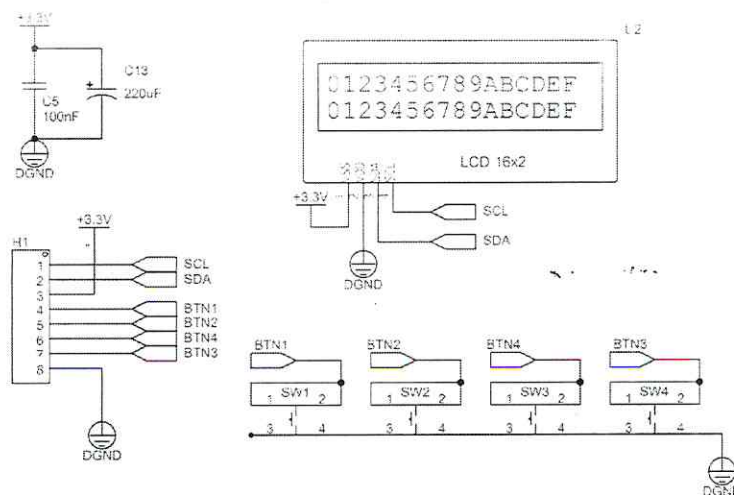 +3.3V
C13
220uF
C5
100nF
DGND
0123456789ABCDEF
0123456789ABCDEF
LCD 16x2
+3.3V
SCL
SDA
DGND
+3.3V
H1
1 SCL
2 SDA
3
4 BTN1
5 BTN2
6 BTN4
7 BTN3
8
DGND
BTN1 BTN2 BTN4 BTN3
1 SW1 2 1 SW2 2 1 SW3 2 1 SW4 2
3 4 3 4 3 4 3 4
DGND